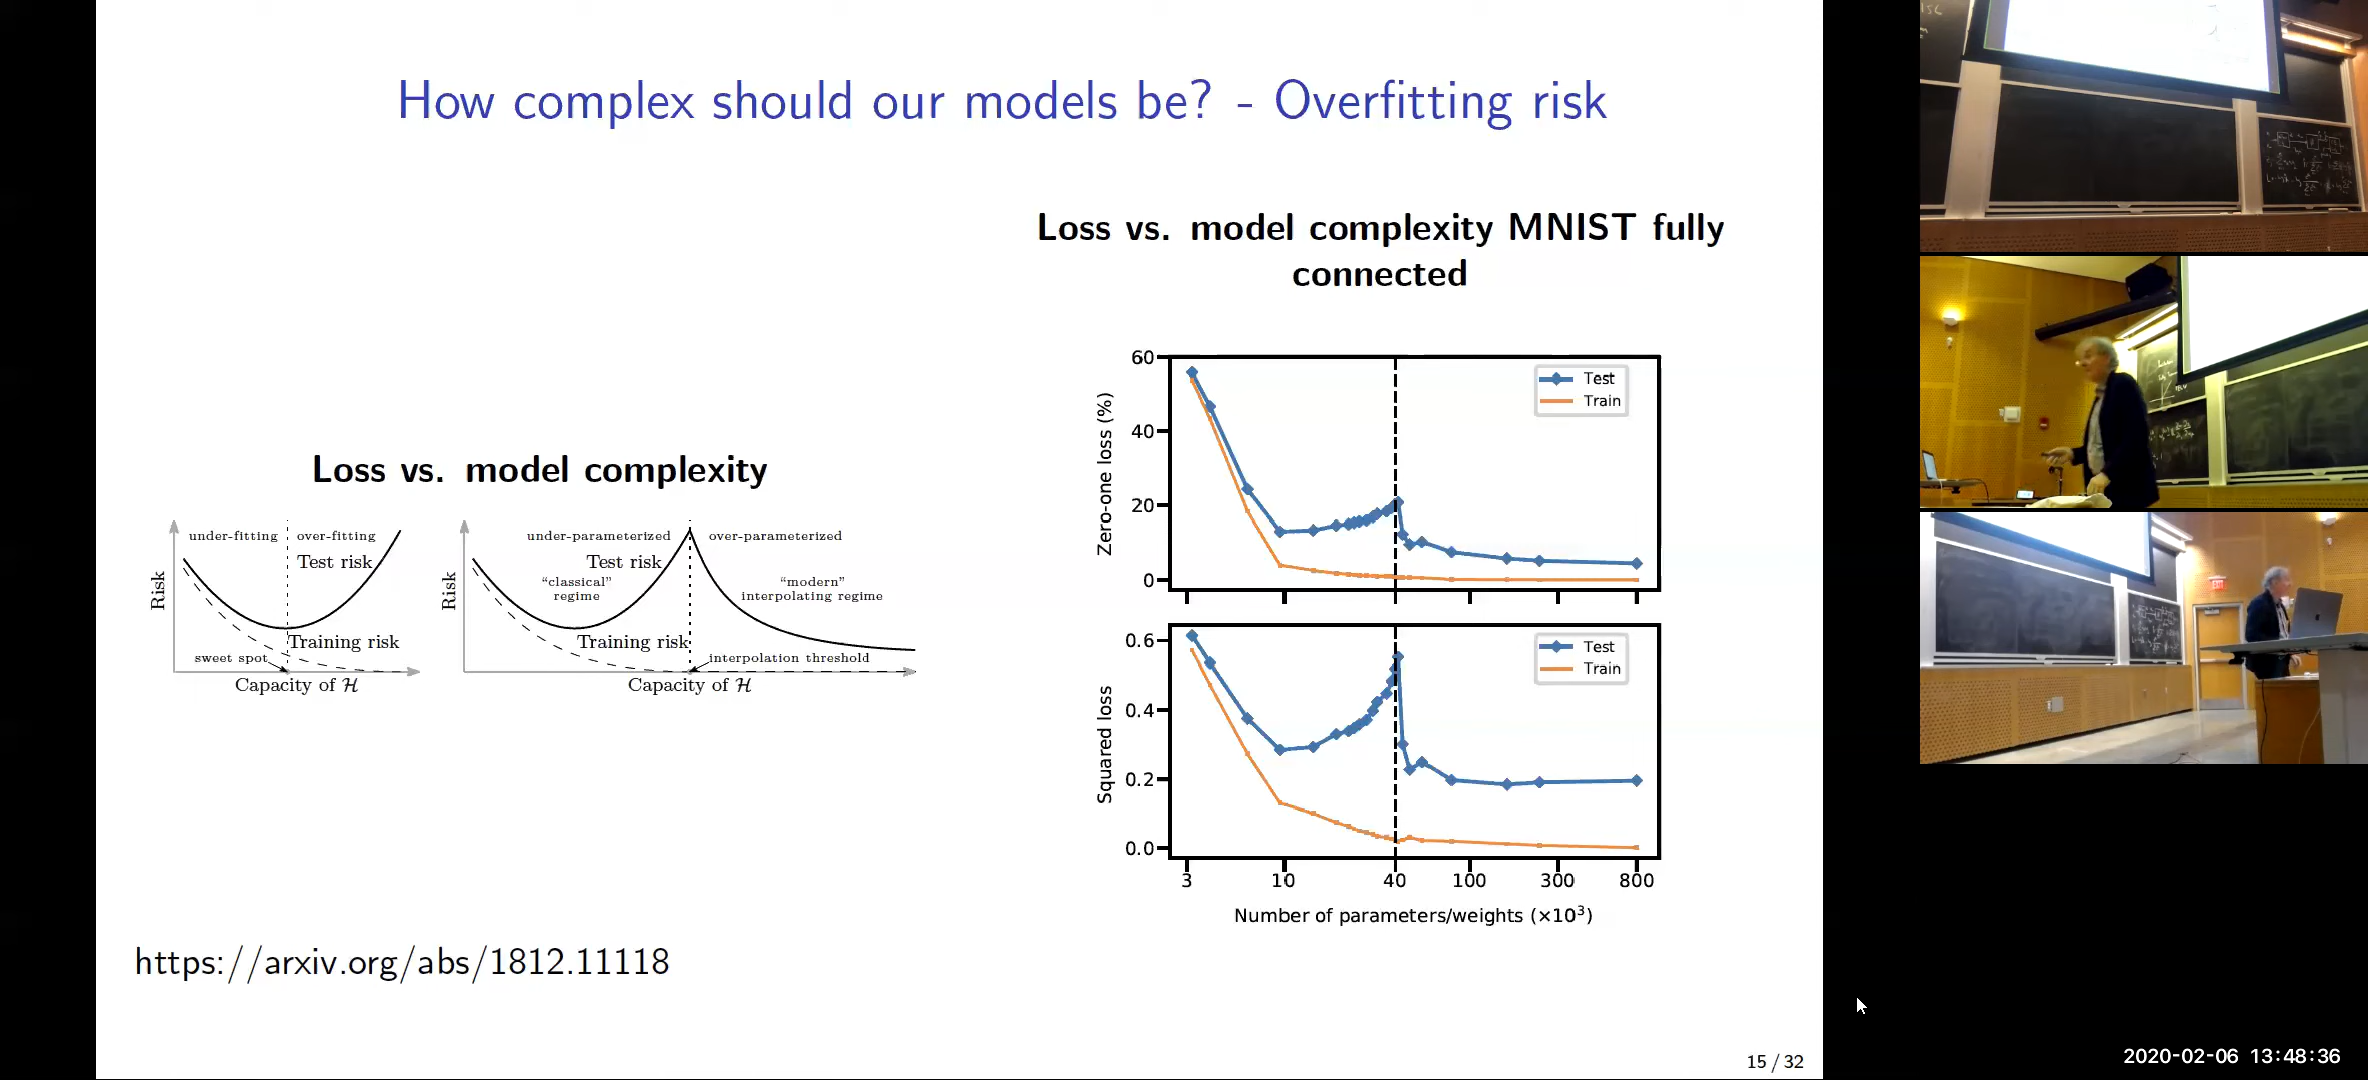 How complex should our models be? - Overfitting risk
Loss vs. model complexity
under-fitting
over-fitting
Test risk
Risk
Training risk
sweet spot
Capacity of H
under-parameterized
over-parameterized
Test risk
"classical"
regime
"modern"
interpolating regime
Risk
Training risk
interpolation threshold
Capacity of H
https://arxiv.org/abs/1812.11118
Loss vs. model complexity MNIST fully
connected
60
40
20
0
Zero-one loss (%)
Test
Train
0.6
0.4
0.2
0.0
Squared loss
Test
Train
3 10 40 100 300 800
Number of parameters/weights (×10³)
15 / 32
EXIT
2020-02-06 13:48:36